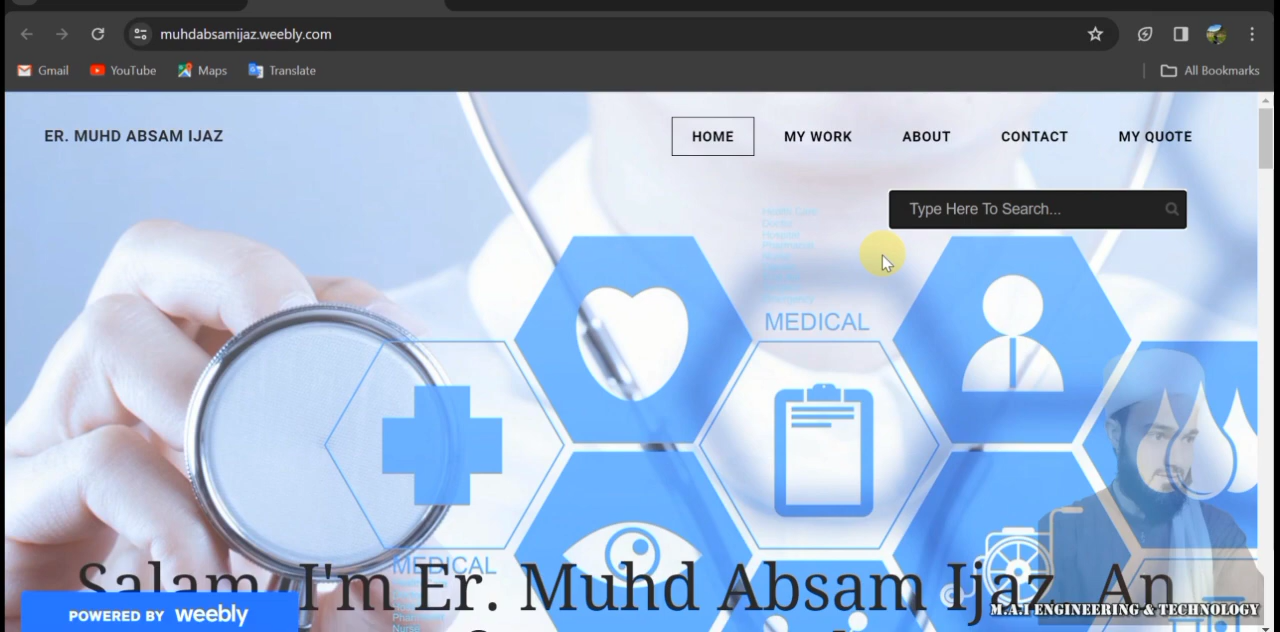 muhdabsamijaz.weebly.com
Gmail YouTube Maps Translate All Bookmarks
ER. MUHD ABSAM IJAZ HOME MY WORK ABOUT CONTACT MY QUOTE
Type Here To Search...
MEDICAL
MEDICAL
Salam, I'm Er. Muhd Absam Ijaz, An
M.A.I ENGINEERING & TECHNOLOGY
POWERED BY weebly
Nurse